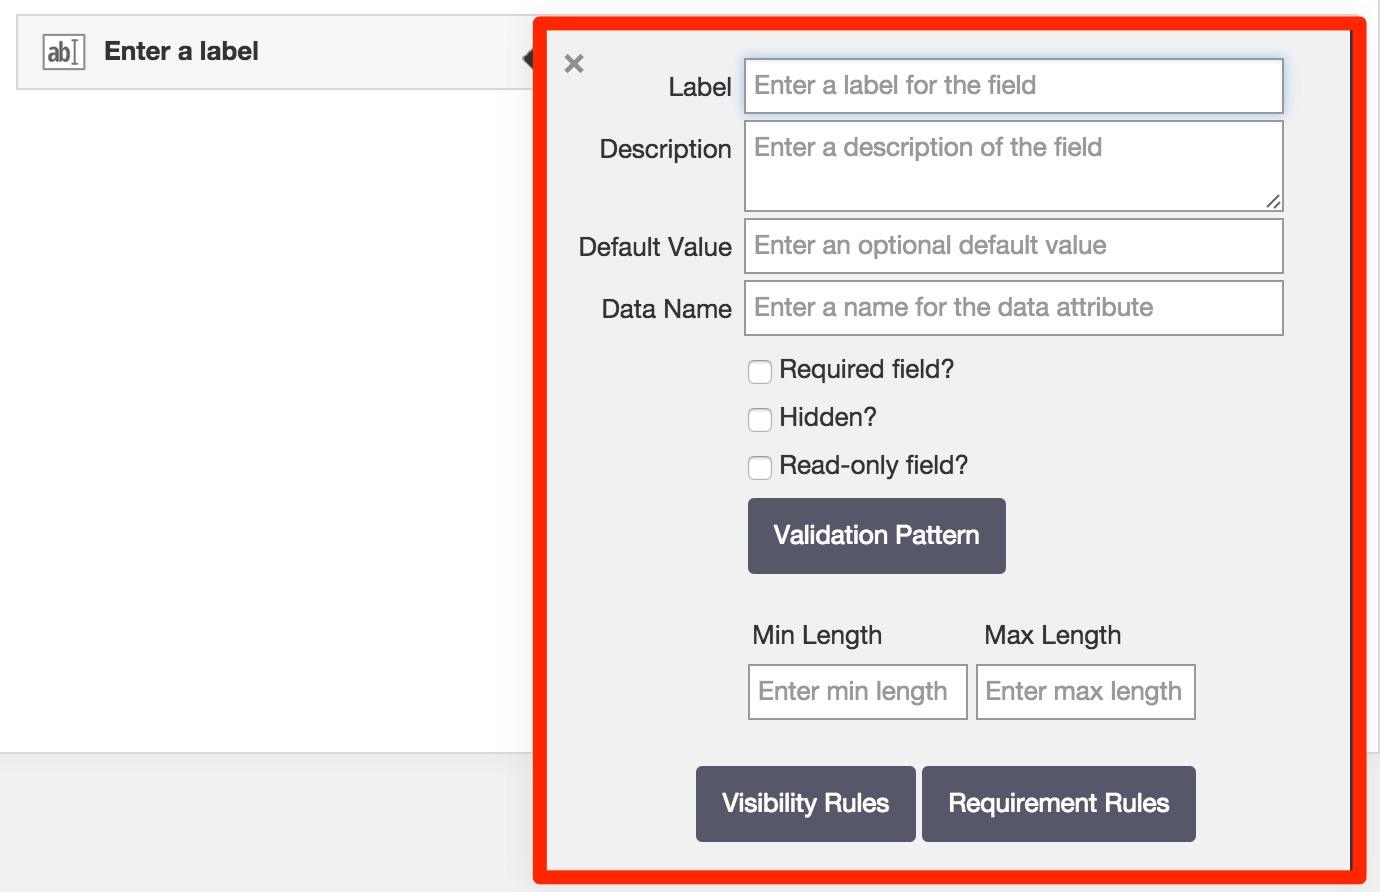 ab Enter a label
Label Enter a label for the field
Description Enter a description of the field
Default Value Enter an optional default value
Data Name Enter a name for the data attribute
Required field?
Hidden?
Read-only field?
Validation Pattern
Min Length Max Length
Enter min length Enter max length
Visibility Rules Requirement Rules